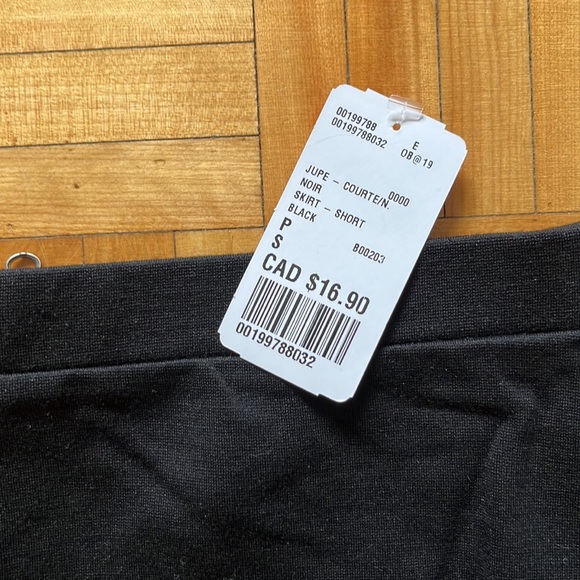 00199788 E
00199788032 OB@19
JUPE - COURTE/N. 0000
NOIR
SKIRT - SHORT
BLACK B00203
P
S
CAD $16.90
00199788032